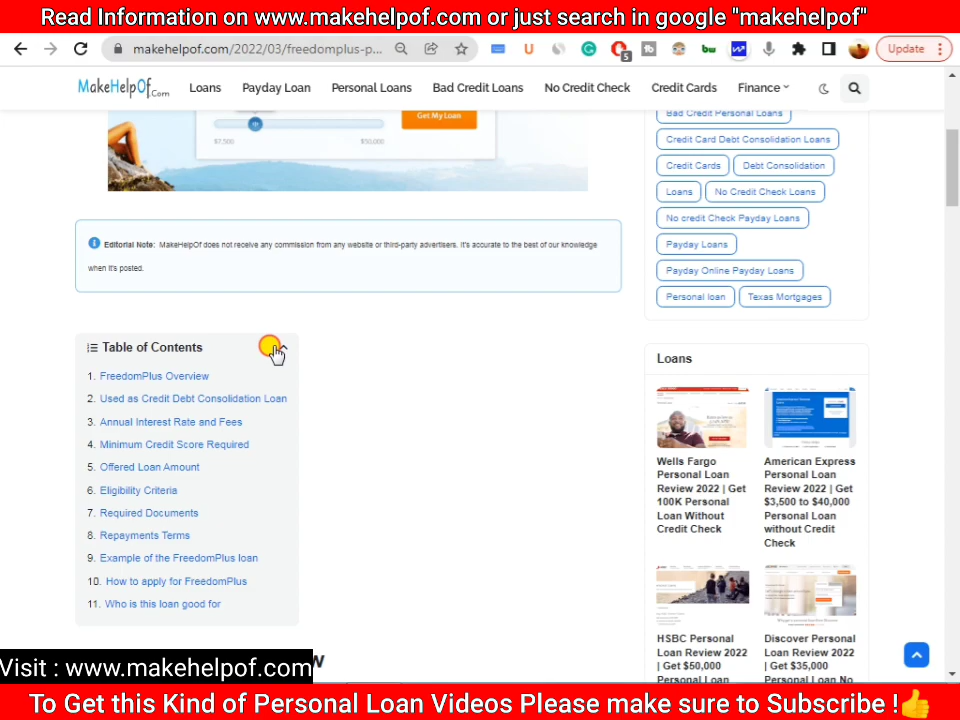 Read Information on www.makehelpof.com or just search in google "makehelpof"
makehelpof.com/2022/03/freedomplus-p...
5
Update
MakeHelpOf.Com
Loans
Payday Loan
Personal Loans
Bad Credit Loans
No Credit Check
Credit Cards
Finance
Get My Loan
$7,500
$50,000
Editorial Note: MakeHelpOf does not receive any commission from any website or third-party advertisers. It's accurate to the best of our knowledge
when it's posted.
Table of Contents
1. FreedomPlus Overview
2. Used as Credit Debt Consolidation Loan
3. Annual Interest Rate and Fees
4. Minimum Credit Score Required
5. Offered Loan Amount
6. Eligibility Criteria
7. Required Documents
8. Repayments Terms
9. Example of the FreedomPlus loan
10. How to apply for FreedomPlus
11. Who is this loan good for
Bad Credit Personal Loans
Credit Card Debt Consolidation Loans
Credit Cards
Debt Consolidation
Loans
No Credit Check Loans
No credit Check Payday Loans
Payday Loans
Payday Online Payday Loans
Personal loan
Texas Mortgages
Loans
Wells Fargo
Personal Loan
Review 2022 | Get
100K Personal
Loan Without
Credit Check
American Express
Personal Loan
Review 2022 | Get
$3,500 to $40,000
Personal Loan
without Credit
Check
HSBC Personal
Loan Review 2022
| Get $50,000
Personal Loan
Discover Personal
Loan Review 2022
| Get $35,000
Personal Loan No
Visit : www.makehelpof.com
To Get this Kind of Personal Loan Videos Please make sure to Subscribe !👍